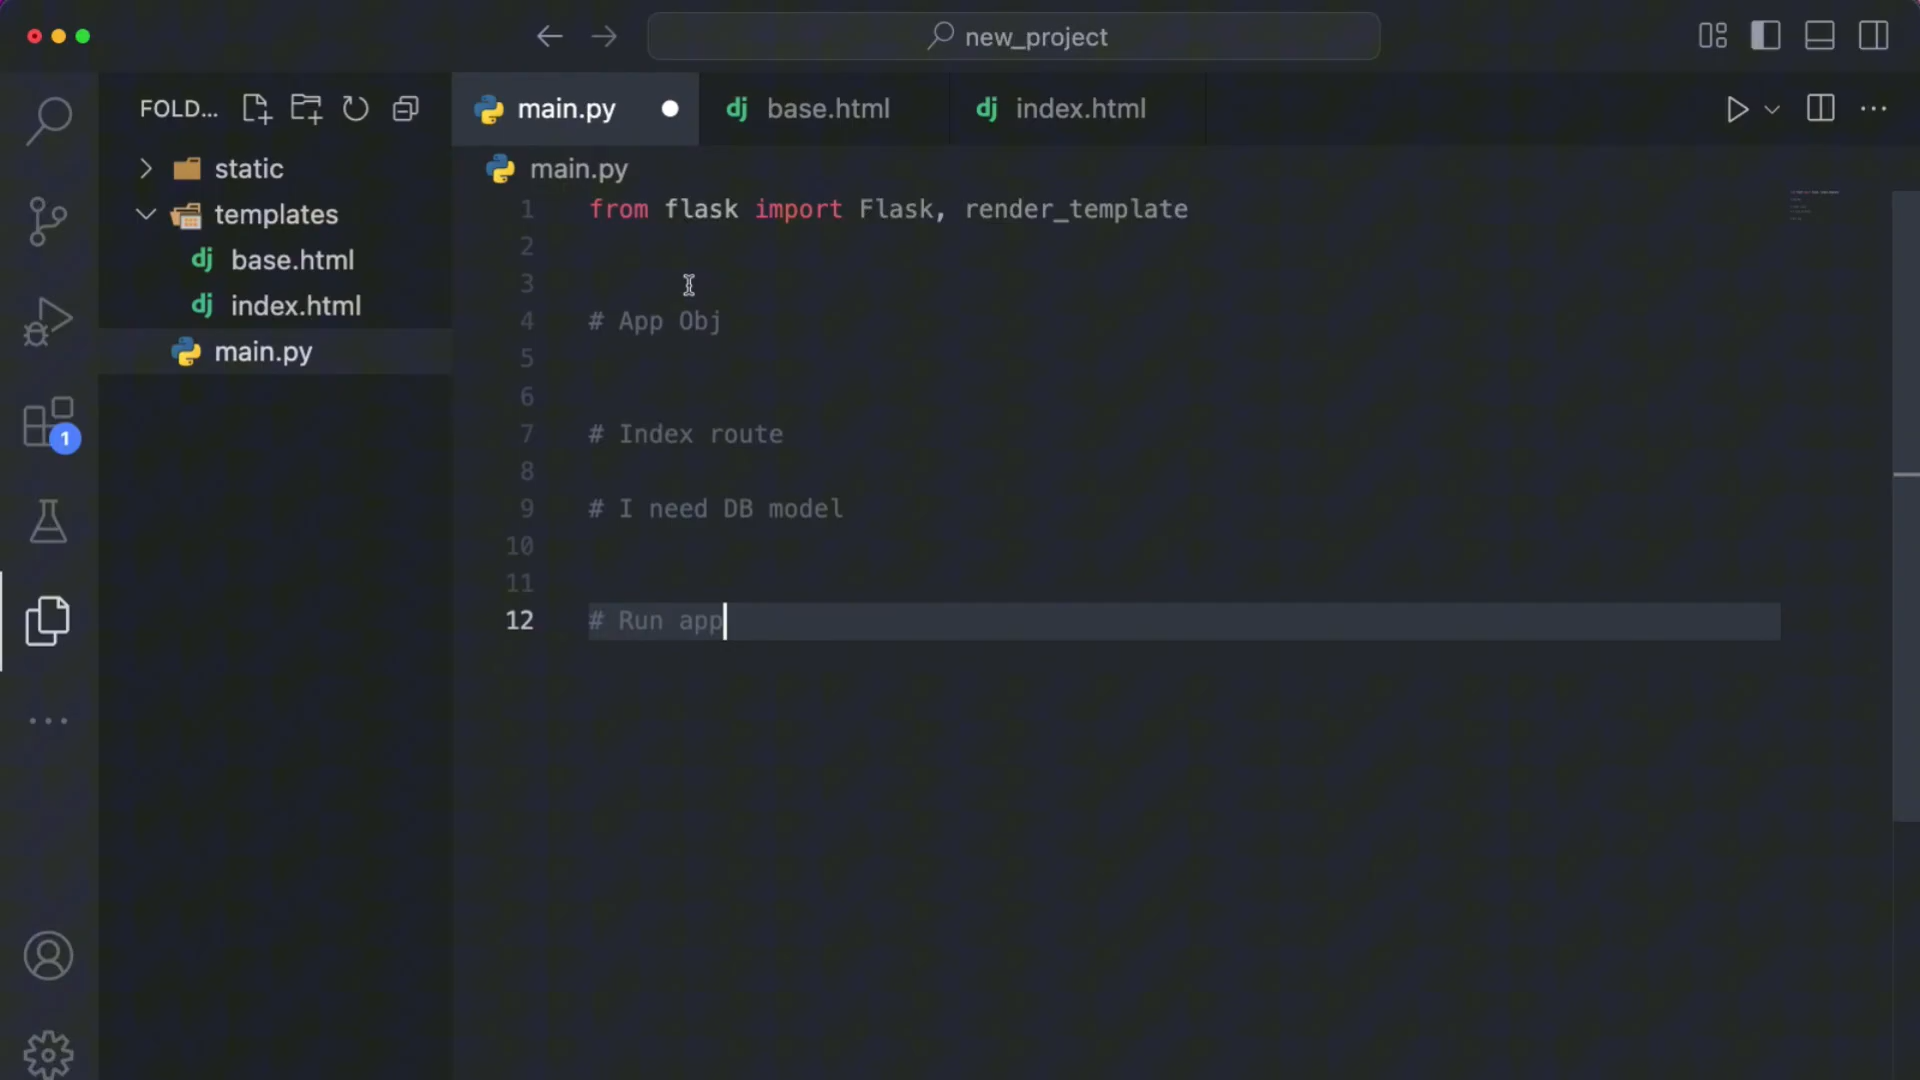 new_project
FOLD...
main.py
base.html
index.html
static
templates
base.html
index.html
main.py
1
main.py
1 from flask import Flask, render_template
2
3
4 # App Obj
5
6
7 # Index route
8
9 # I need DB model
10
11
12 # Run app